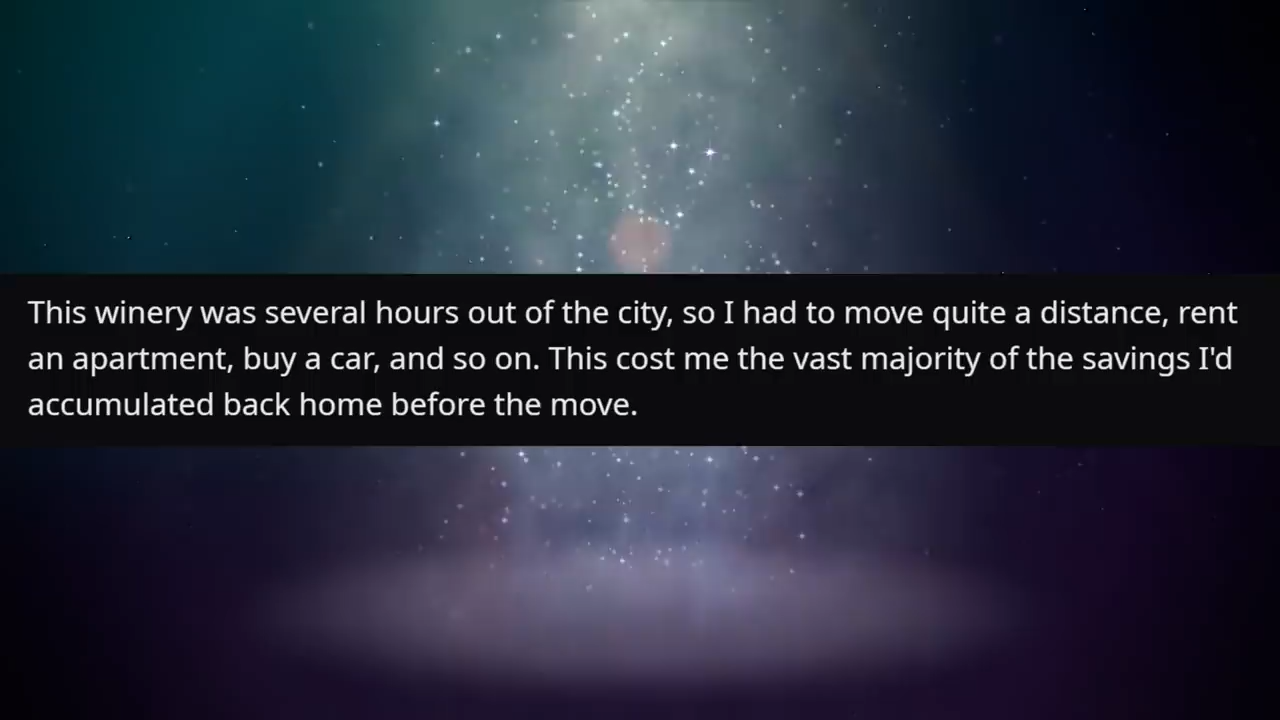 This winery was several hours out of the city, so I had to move quite a distance, rent
an apartment, buy a car, and so on. This cost me the vast majority of the savings I'd
accumulated back home before the move.